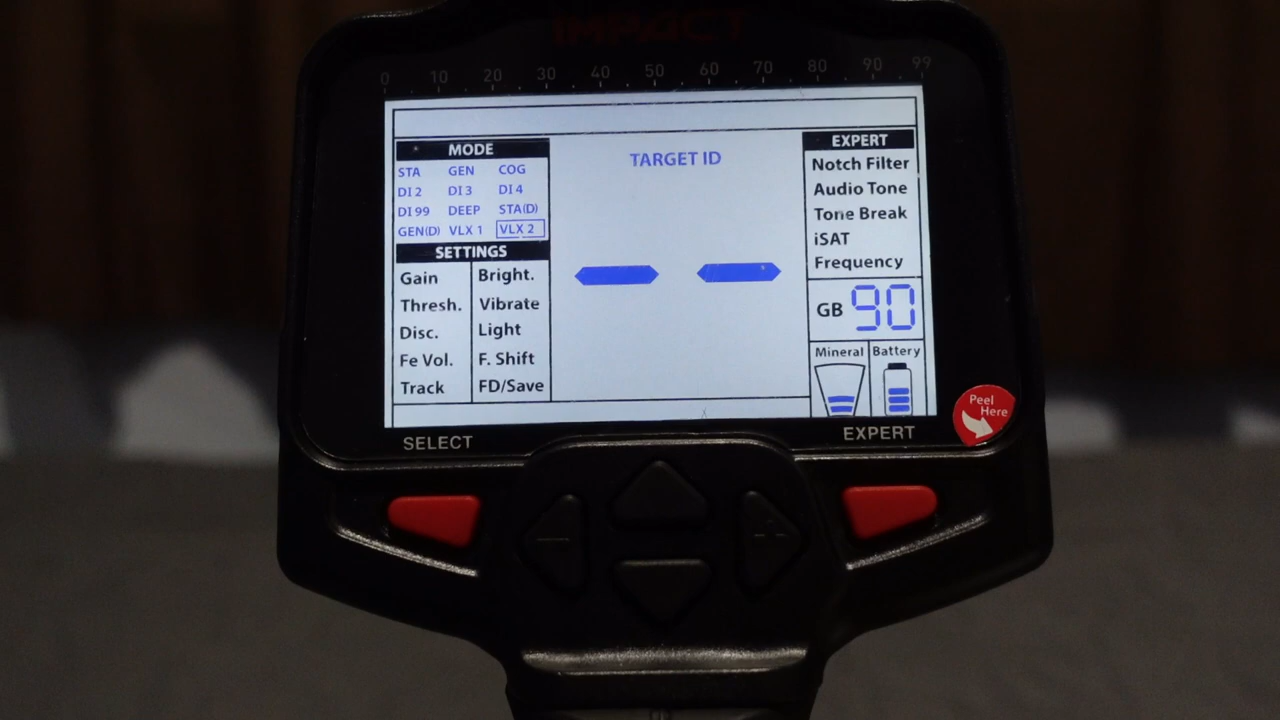 IMPACT
0 10 20 30 40 50 60 70 80 90 99
MODE
STA GEN COG
DI 2 DI 3 DI 4
DI 99 DEEP STA(D)
GEN(D) VLX 1 VLX 2
SETTINGS
Gain Bright.
Thresh. Vibrate
Disc. Light
Fe Vol. F. Shift
Track FD/Save
TARGET ID
EXPERT
Notch Filter
Audio Tone
Tone Break
iSAT
Frequency
GB 90
Mineral Battery
Peel
Here
SELECT
EXPERT